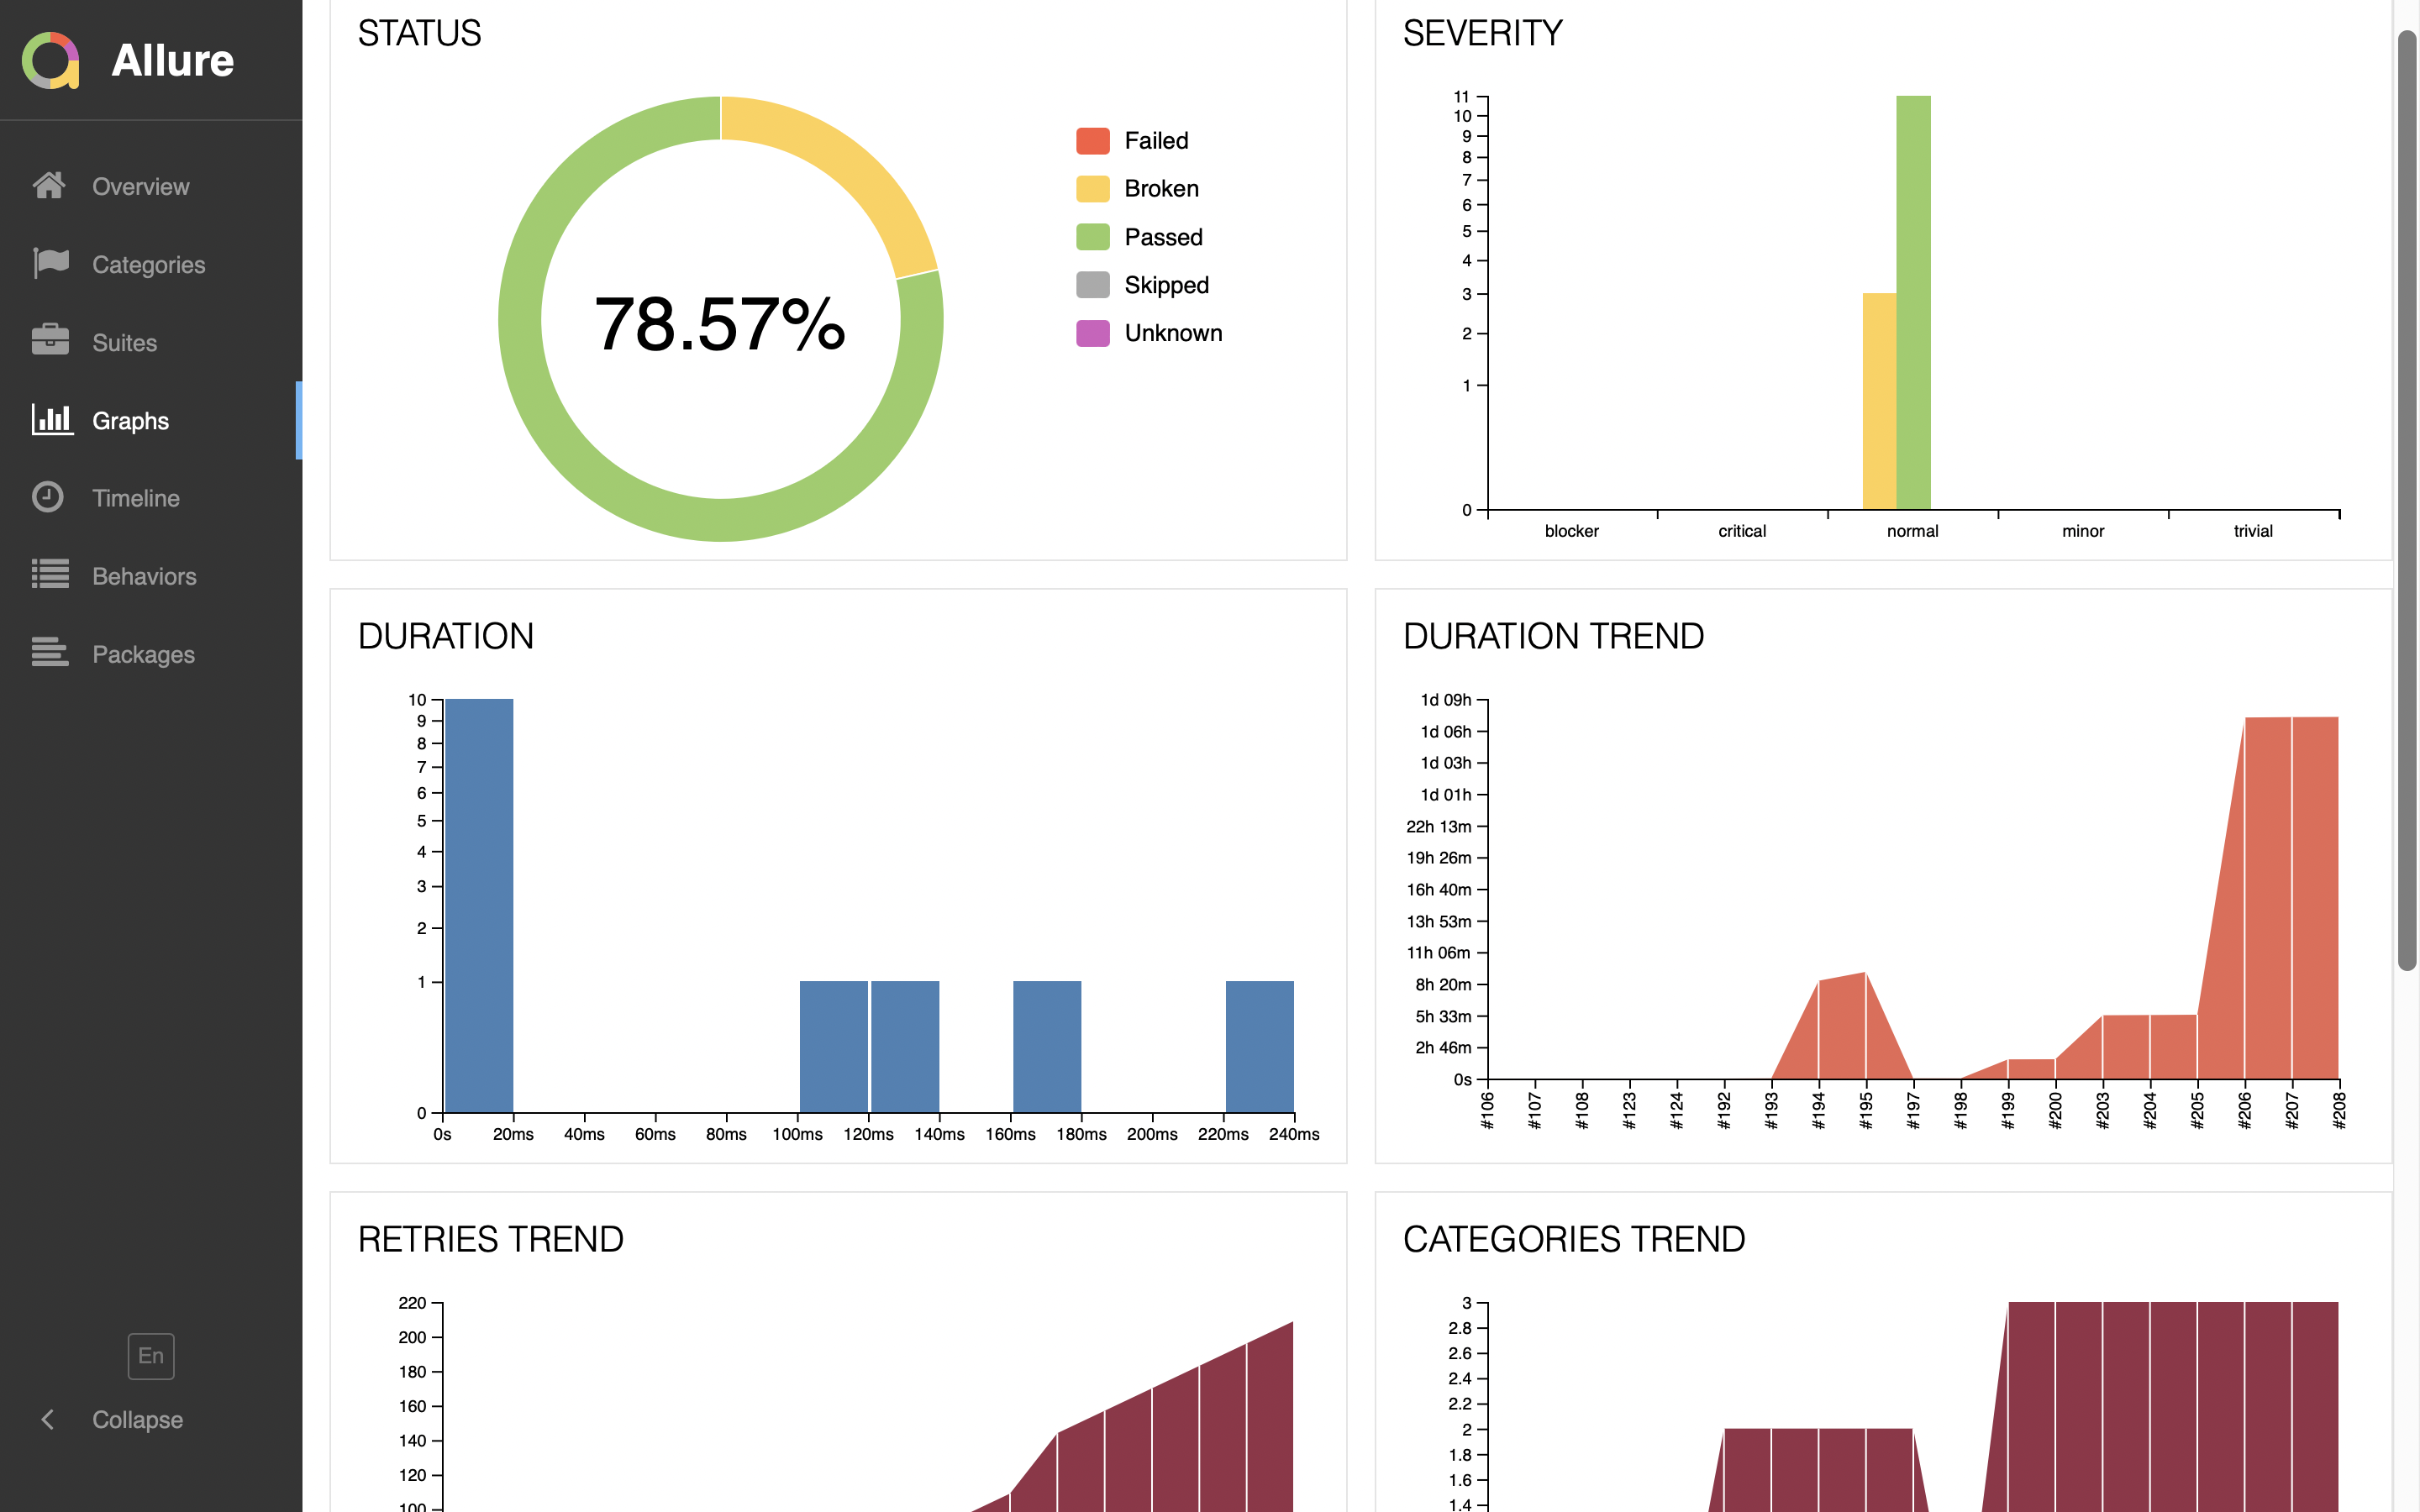 Allure
Overview
Categories
Suites
Graphs
Timeline
Behaviors
Packages
En
Collapse
STATUS
78.57%
Failed
Broken
Passed
Skipped
Unknown
SEVERITY
11
10
9
8
7
6
5
4
3
2
1
0
blocker critical normal minor trivial
DURATION
10
9
8
7
6
5
4
3
2
1
0
0s 20ms 40ms 60ms 80ms 100ms 120ms 140ms 160ms 180ms 200ms 220ms 240ms
DURATION TREND
1d 09h
1d 06h
1d 03h
1d 01h
22h 13m
19h 26m
16h 40m
13h 53m
11h 06m
8h 20m
5h 33m
2h 46m
0s
#106 #107 #108 #123 #124 #192 #193 #194 #195 #197 #198 #199 #200 #203 #204 #205 #206 #207 #208
RETRIES TREND
220
200
180
160
140
120
100
CATEGORIES TREND
3
2.8
2.6
2.4
2.2
2
1.8
1.6
1.4